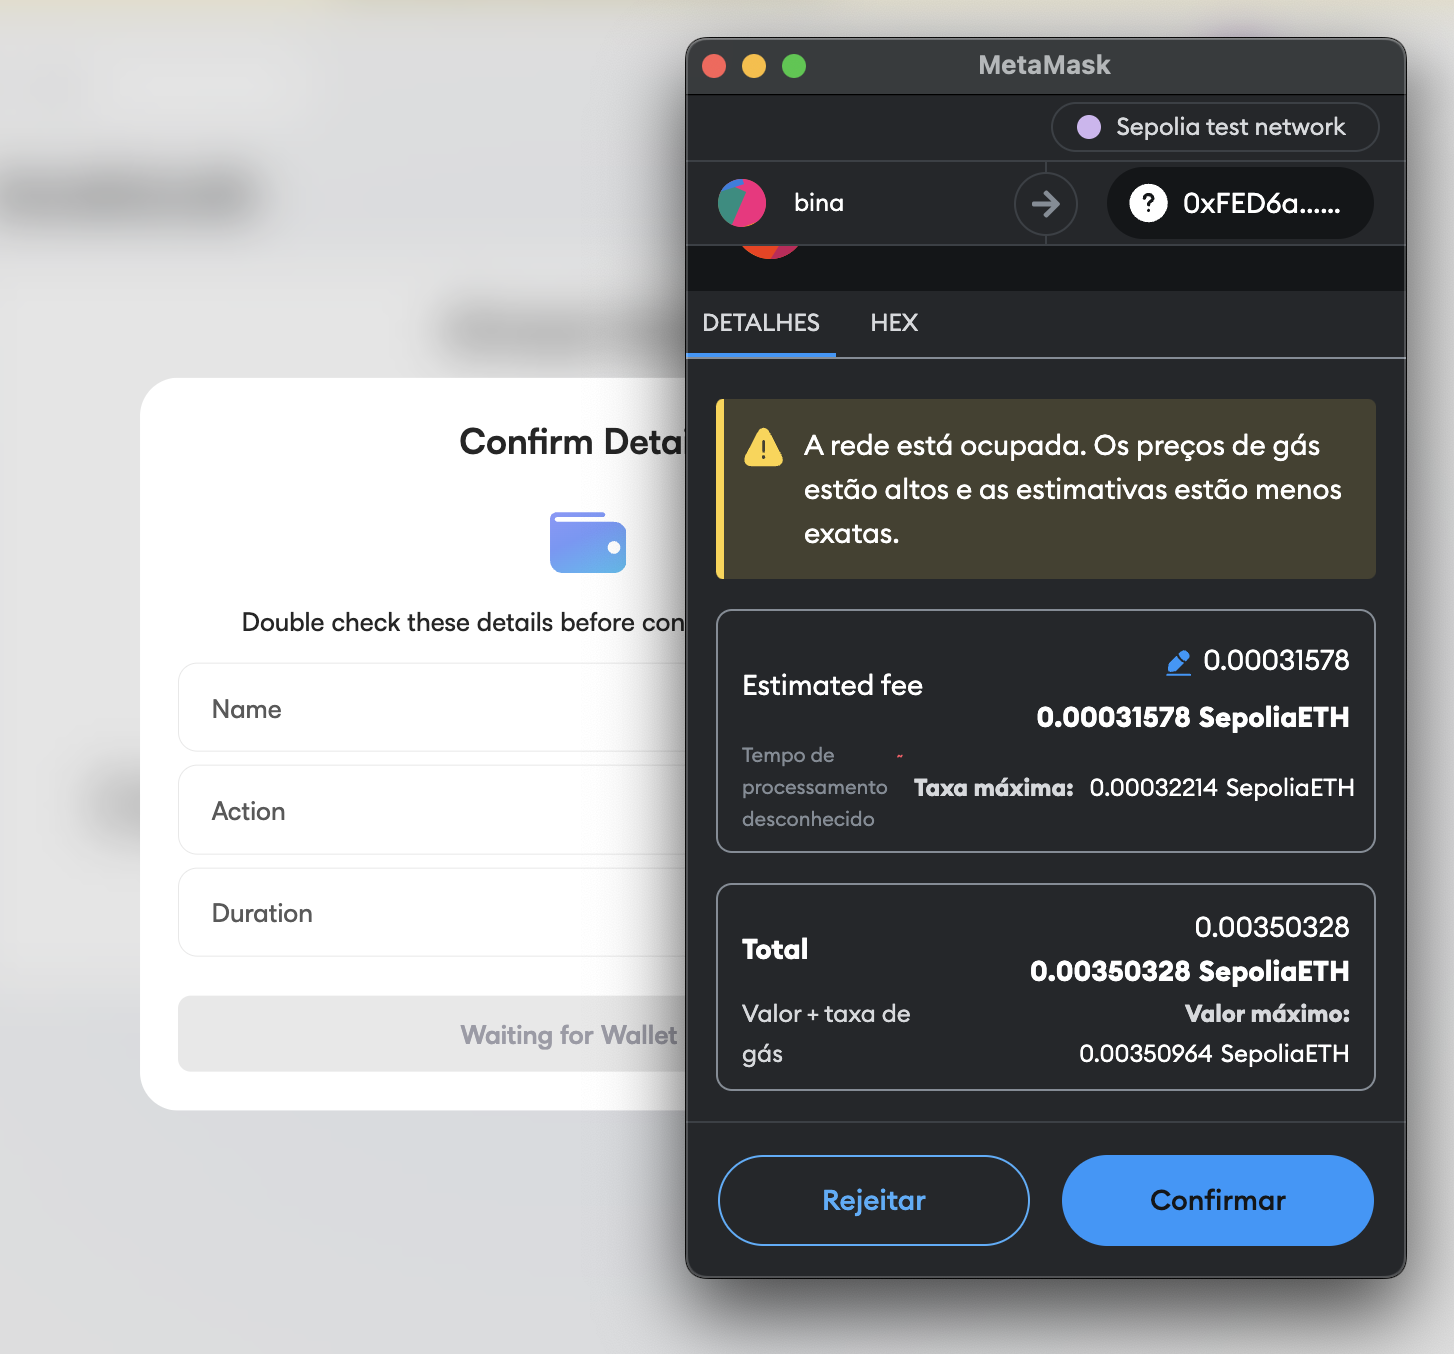 MetaMask
Sepolia test network
bina
0xFED6a......
DETALHES HEX
A rede está ocupada. Os preços de gás
estão altos e as estimativas estão menos
exatas.
Estimated fee
0.00031578
0.00031578 SepoliaETH
Tempo de
processamento
desconhecido
Taxa máxima: 0.00032214 SepoliaETH
Total
0.00350328
0.00350328 SepoliaETH
Valor + taxa de
gás
Valor máximo:
0.00350964 SepoliaETH
Rejeitar
Confirmar
Confirm Detai
Double check these details before con
Name
Action
Duration
Waiting for Wallet